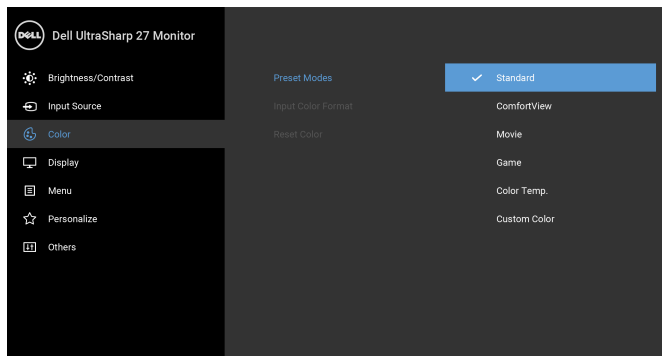 DELL
Dell UltraSharp 27 Monitor
Brightness/Contrast
Input Source
Color
Display
Menu
Personalize
Others
Preset Modes
Input Color Format
Reset Color
Standard
ComfortView
Movie
Game
Color Temp.
Custom Color